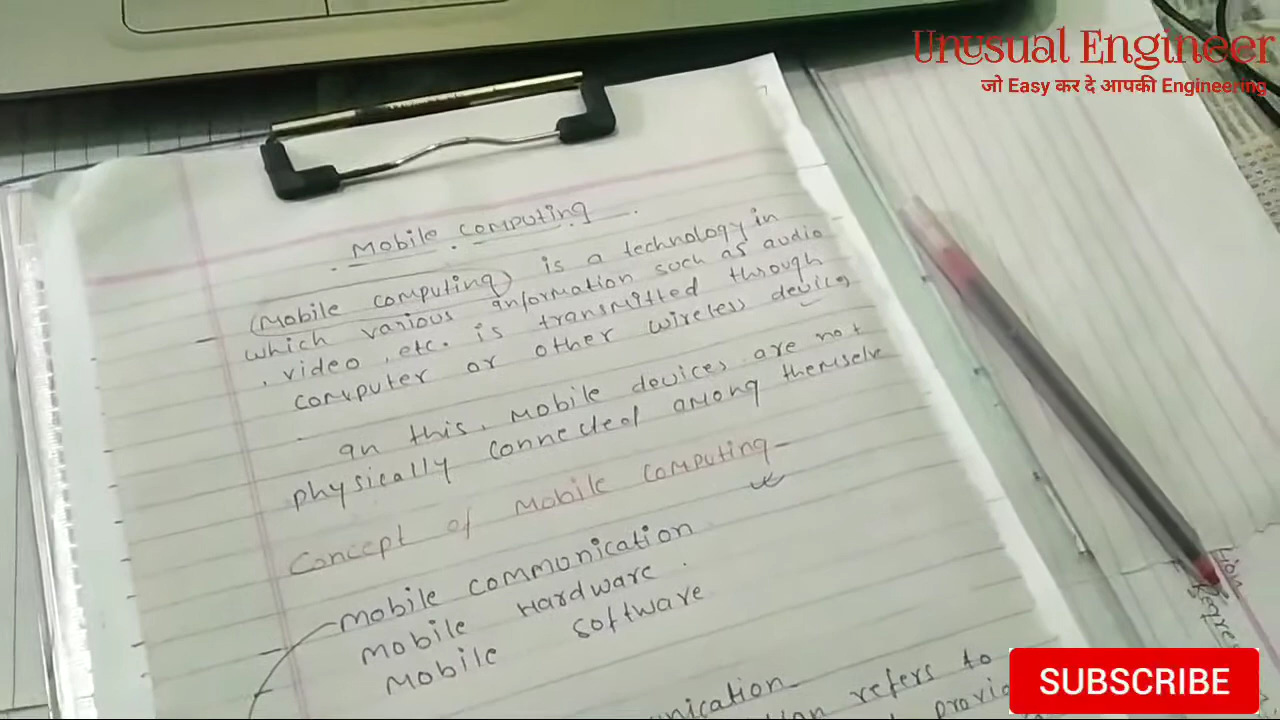 Unusual Engineer
जो Easy कर दे आपकी Engineering
Mobile Computing
(Mobile computing) is a technology in
which various information such as audio
, video , etc. is transmitted through
computer or other wireless devices
In this, mobile devices are not
physically connected among themselve
Concept of Mobile Computing-
Mobile communication
Mobile Hardware.
Mobile Software
refers to
SUBSCRIBE